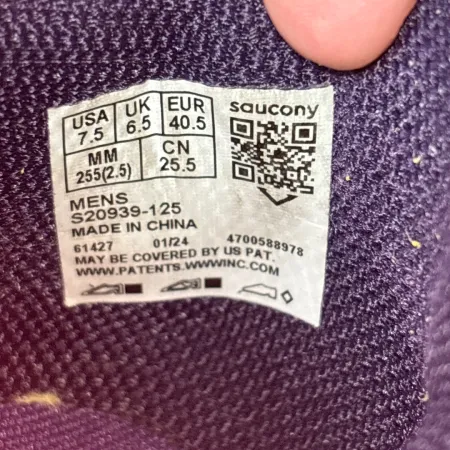 saucony
USA UK EUR
7.5 6.5 40.5
MM CN
255(2.5) 25.5
MENS
S20939-125
MADE IN CHINA
61427 01/24 4700588978
MAY BE COVERED BY US PAT.
WWW.PATENTS.WWWINC.COM